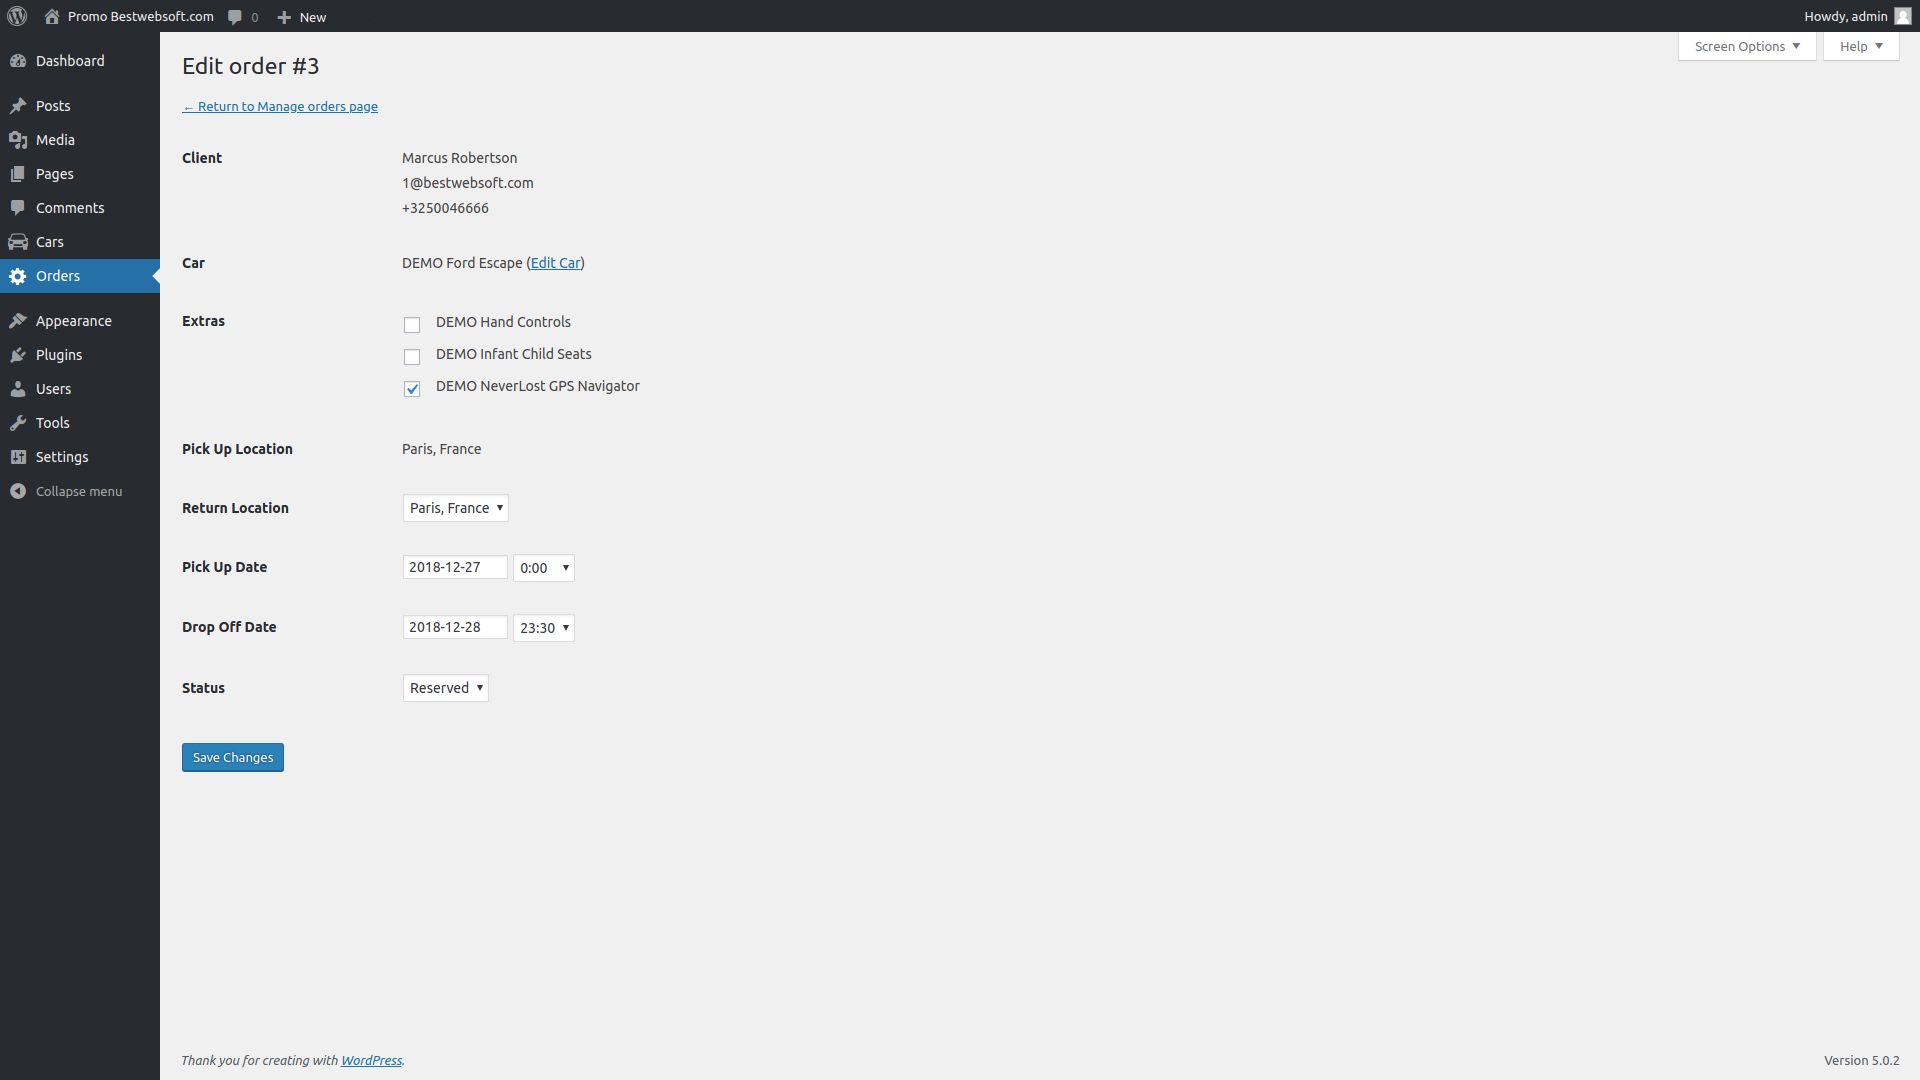 Promo Bestwebsoft.com 0 New Howdy, admin
Screen Options ▼ Help ▼
Dashboard
Posts
Media
Pages
Comments
Cars
Orders
Appearance
Plugins
Users
Tools
Settings
Collapse menu
Edit order #3
← Return to Manage orders page
Client Marcus Robertson
1@bestwebsoft.com
+3250046666
Car DEMO Ford Escape (Edit Car)
Extras DEMO Hand Controls
DEMO Infant Child Seats
DEMO NeverLost GPS Navigator
Pick Up Location Paris, France
Return Location Paris, France
Pick Up Date 2018-12-27 0:00
Drop Off Date 2018-12-28 23:30
Status Reserved
Save Changes
Thank you for creating with WordPress. Version 5.0.2